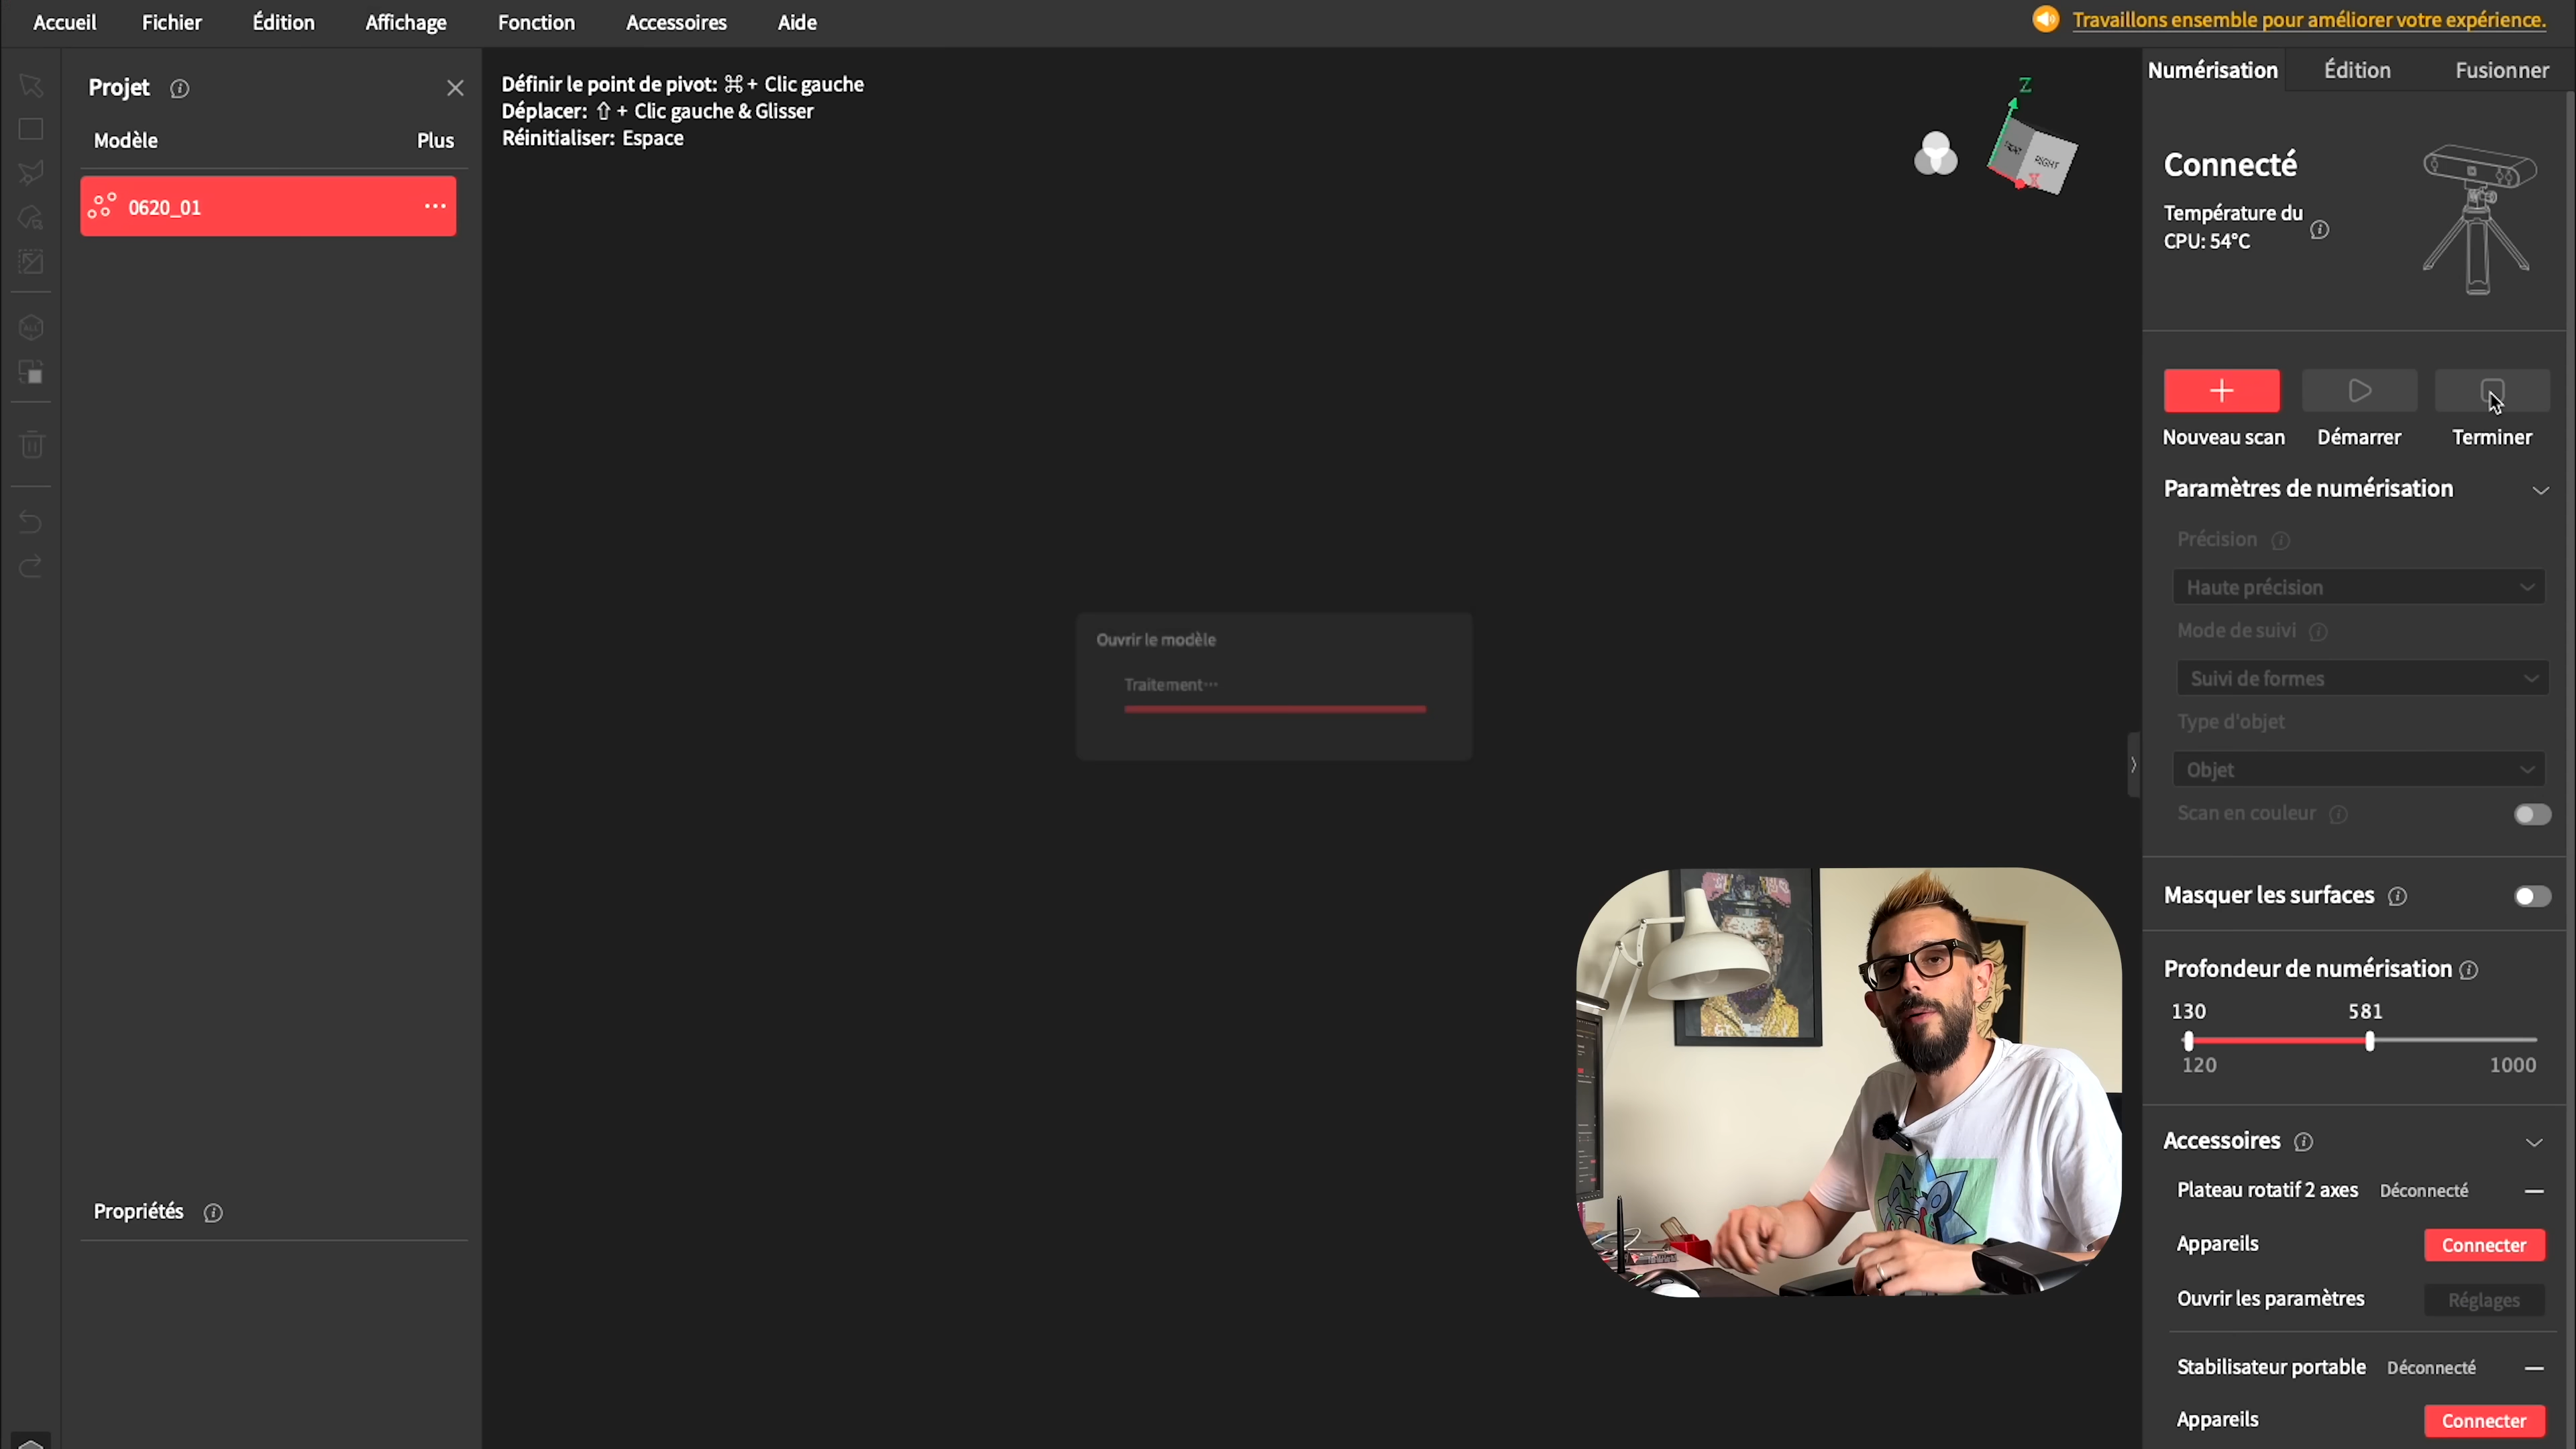 Accueil Fichier Édition Affichage Fonction Accessoires Aide
Travaillons ensemble pour améliorer votre expérience.
Projet
Modèle Plus
0620_01
Propriétés
Définir le point de pivot: ⌘ + Clic gauche
Déplacer: ⇧ + Clic gauche & Glisser
Réinitialiser: Espace
Z
RIGHT
X
Ouvrir le modèle
Traitement···
Numérisation Édition Fusionner
Connecté
Température du
CPU: 54°C
Nouveau scan Démarrer Terminer
Paramètres de numérisation
Précision
Haute précision
Mode de suivi
Suivi de formes
Type d'objet
Objet
Scan en couleur
Masquer les surfaces
Profondeur de numérisation
130 581
120 1000
Accessoires
Plateau rotatif 2 axes Déconnecté
Appareils Connecter
Ouvrir les paramètres Réglages
Stabilisateur portable Déconnecté
Appareils Connecter